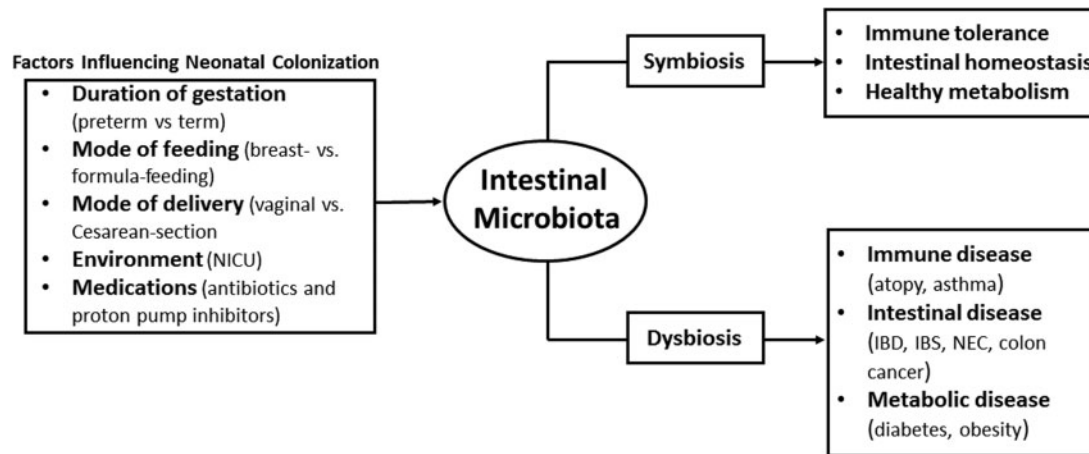 Factors Influencing Neonatal Colonization
• Duration of gestation
(preterm vs term)
• Mode of feeding (breast- vs.
formula-feeding)
• Mode of delivery (vaginal vs.
Cesarean-section
• Environment (NICU)
• Medications (antibiotics and
proton pump inhibitors)
Intestinal
Microbiota
Symbiosis
• Immune tolerance
• Intestinal homeostasis
• Healthy metabolism
Dysbiosis
• Immune disease
(atopy, asthma)
• Intestinal disease
(IBD, IBS, NEC, colon
cancer)
• Metabolic disease
(diabetes, obesity)